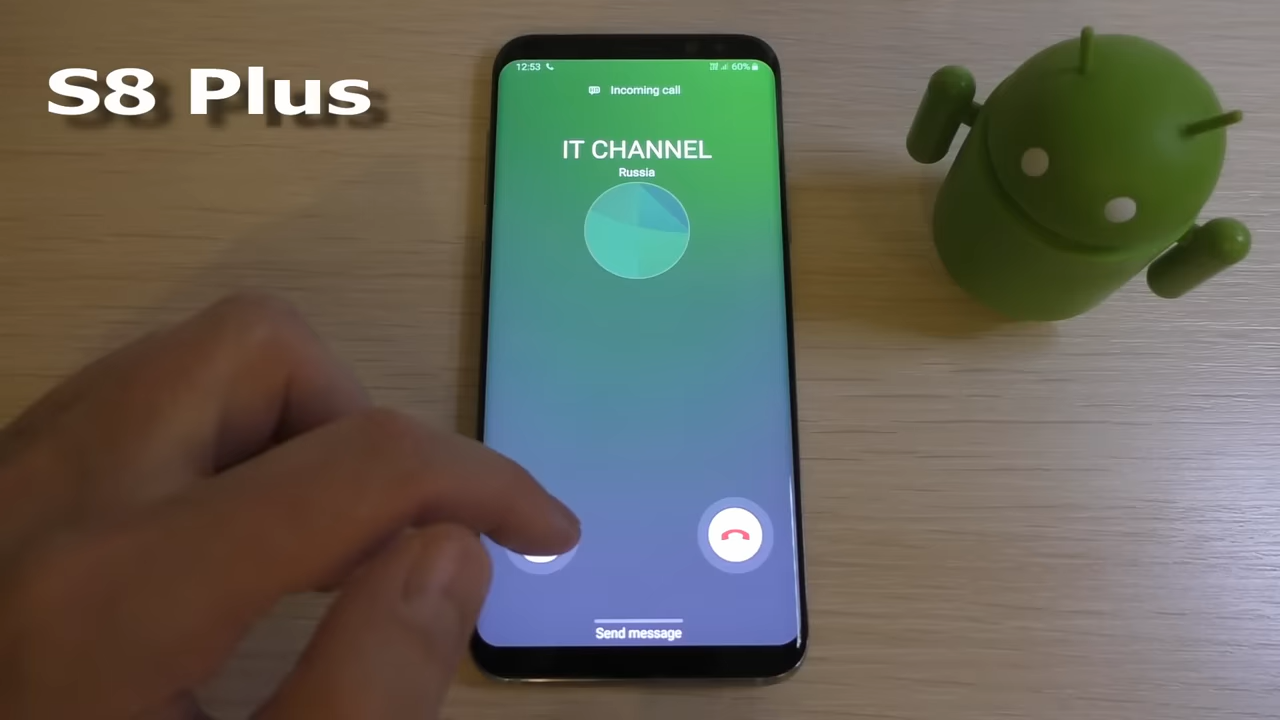 S8 Plus
12:53
60%
Incoming call
IT CHANNEL
Russia
Send message